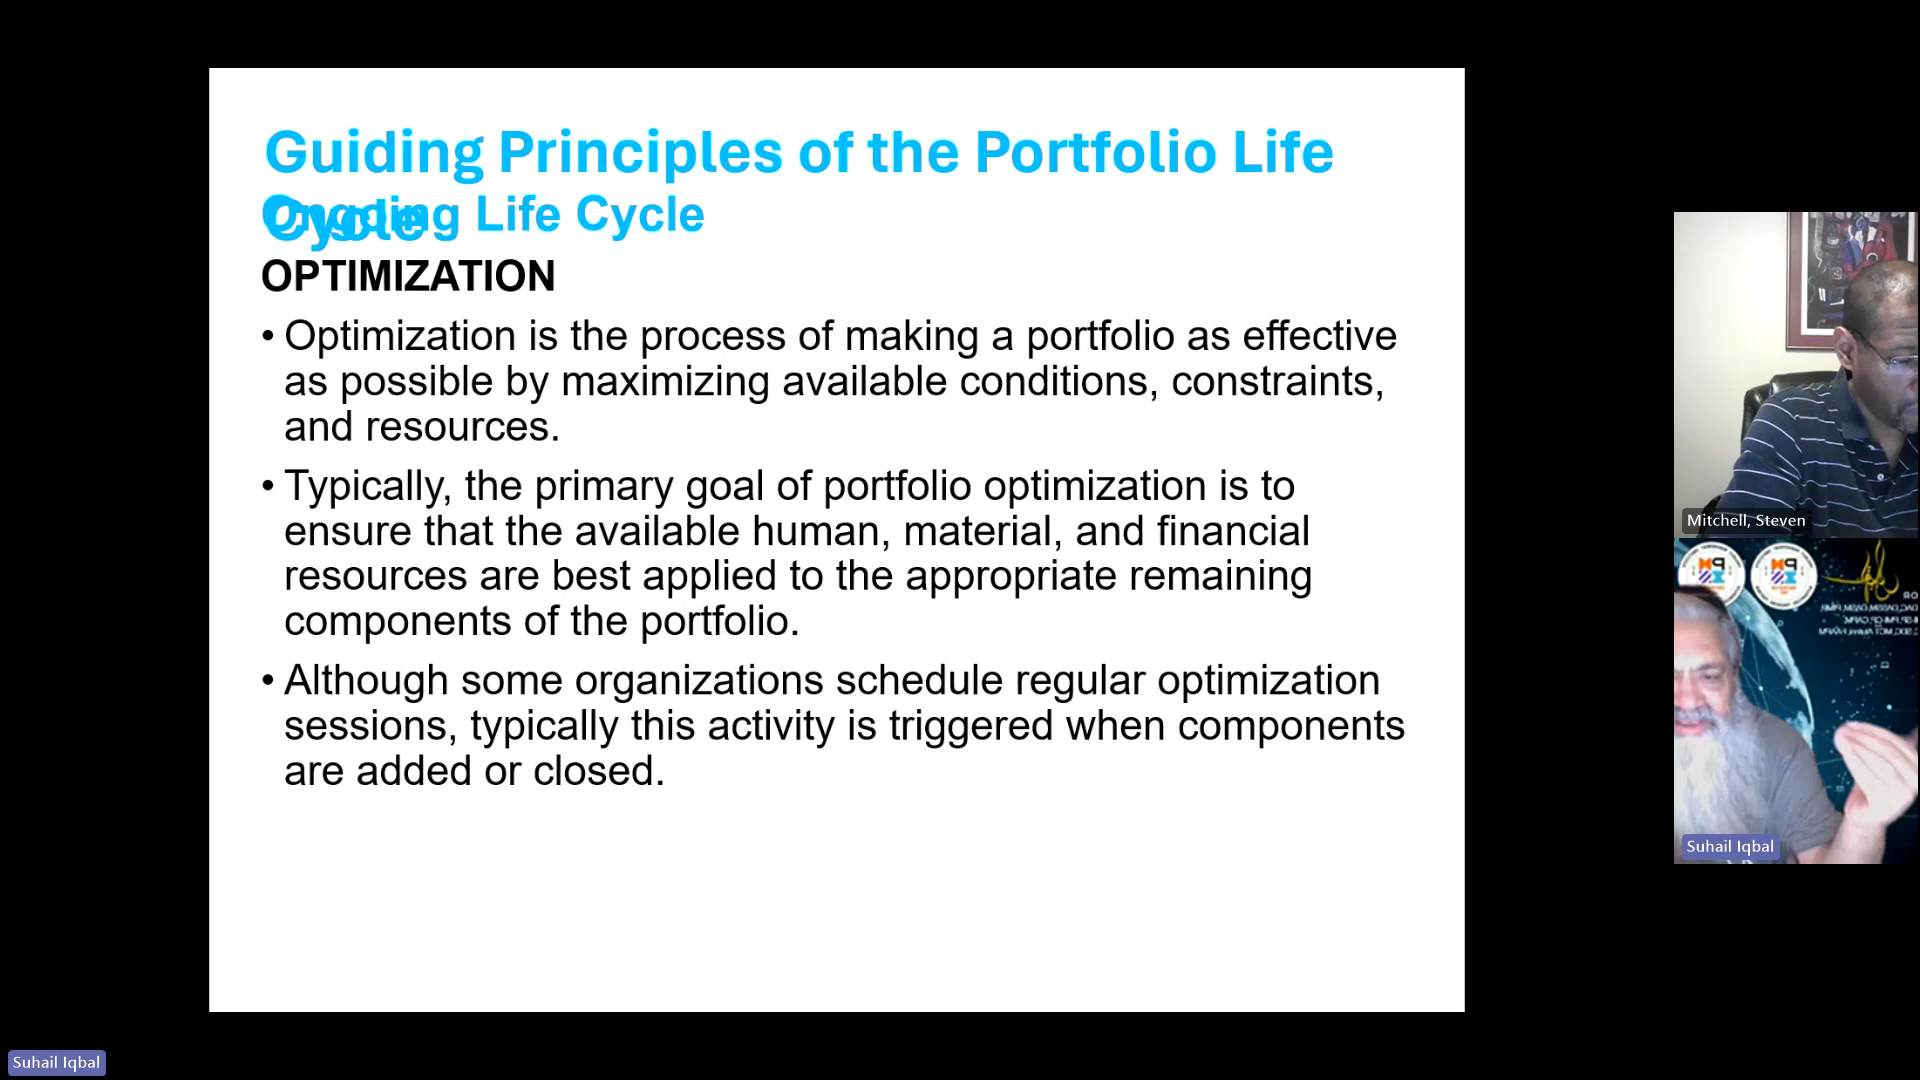 Guiding Principles of the Portfolio Life
Cycle
Ongoing Life Cycle
OPTIMIZATION
• Optimization is the process of making a portfolio as effective
as possible by maximizing available conditions, constraints,
and resources.
• Typically, the primary goal of portfolio optimization is to
ensure that the available human, material, and financial
resources are best applied to the appropriate remaining
components of the portfolio.
• Although some organizations schedule regular optimization
sessions, typically this activity is triggered when components
are added or closed.
Mitchell, Steven
Suhail Iqbal
Suhail Iqbal